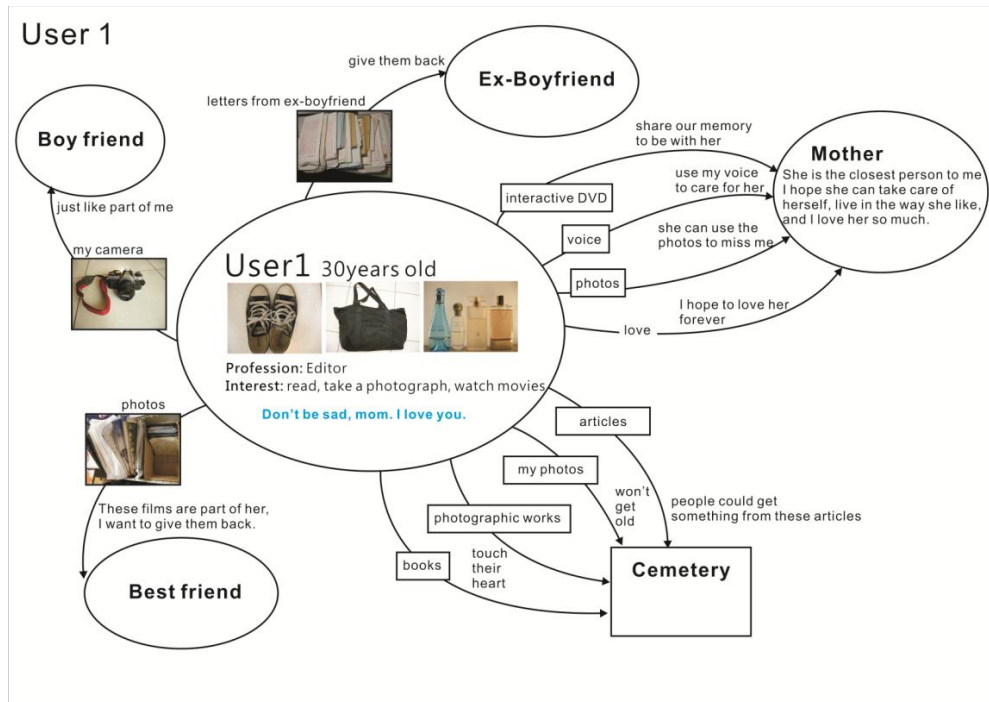 User 1
give them back
Ex-Boyfriend
letters from ex-boyfriend
Boy friend
just like part of me
my camera
share our memory
to be with her
interactive DVD
use my voice
to care for her
voice
she can use the
photos to miss me
photos
I hope to love her
forever
love
Mother
She is the closest person to me
I hope she can take care of
herself, live in the way she like,
and I love her so much.
User1 30years old
Profession: Editor
Interest: read, take a photograph, watch movies
Don't be sad, mom. I love you.
photos
These films are part of her,
I want to give them back.
Best friend
articles
my photos
photographic works
books
won't
get
old
people could get
something from these articles
touch
their
heart
Cemetery